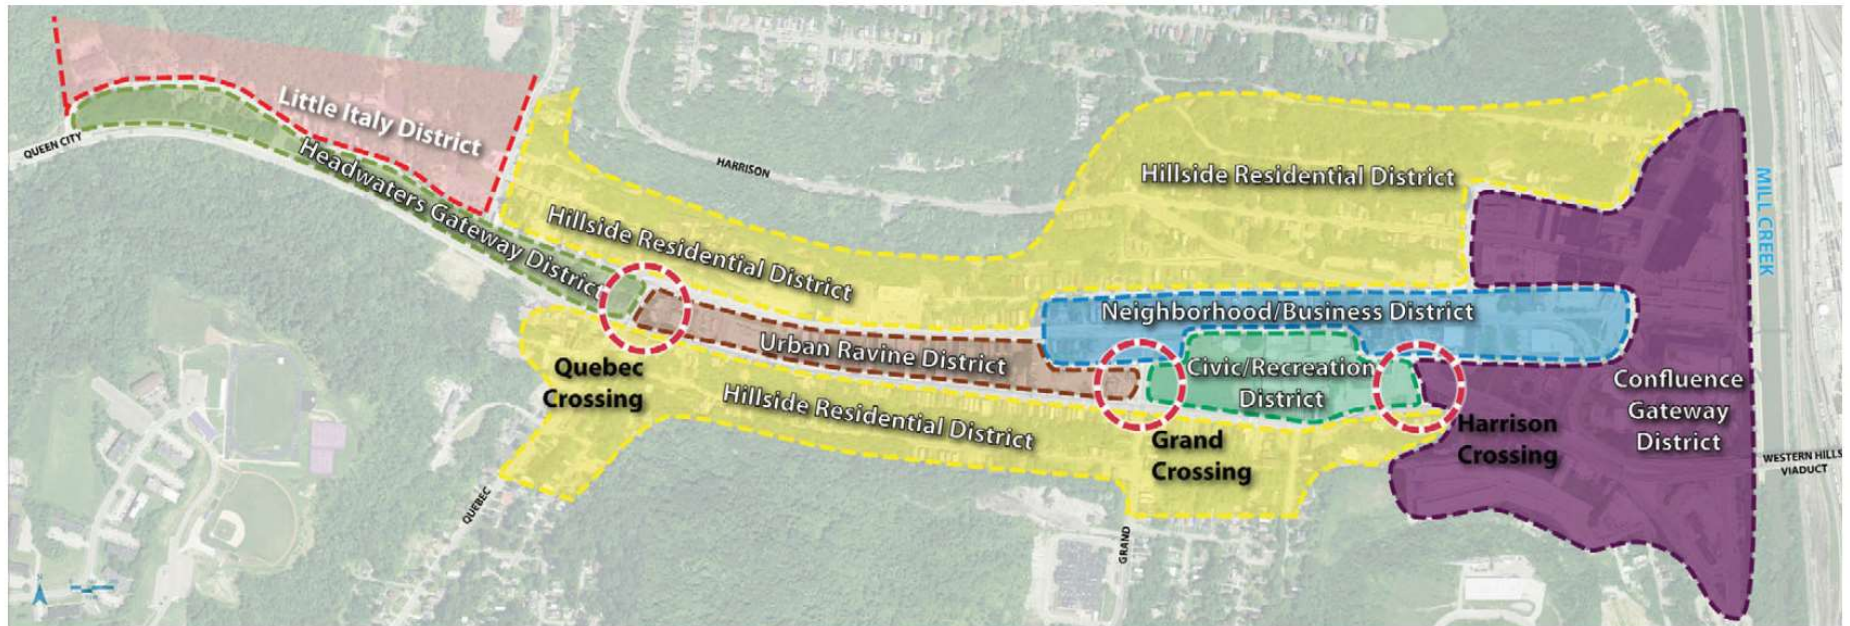 Little Italy District
QUEEN CITY
Headwaters Gateway District
HARRISON
Hillside Residential District
Hillside Residential District
MILL CREEK
Neighborhood/Business District
Urban Ravine District
Quebec
Crossing
Civic/Recreation
District
Confluence
Gateway
District
Hillside Residential District
Grand
Crossing
Harrison
Crossing
WESTERN HILLS
VIADUCT
QUEBEC
GRAND